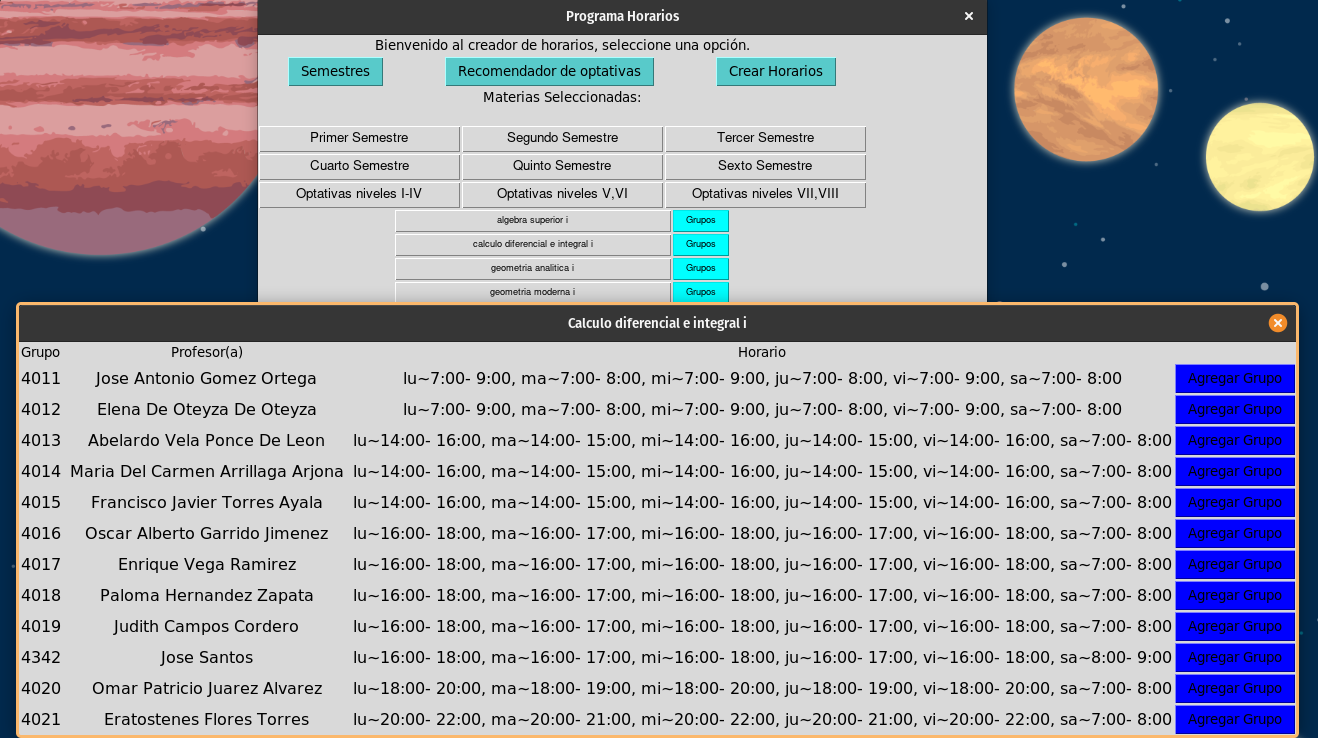 Programa Horarios
Bienvenido al creador de horarios, seleccione una opción.
Semestres Recomendador de optativas Crear Horarios
Materias Seleccionadas:
Primer Semestre Segundo Semestre Tercer Semestre
Cuarto Semestre Quinto Semestre Sexto Semestre
Optativas niveles I-IV Optativas niveles V,VI Optativas niveles VII,VIII
algebra superior i Grupos
calculo diferencial e integral i Grupos
geometria analitica i Grupos
geometria moderna i Grupos
Calculo diferencial e integral i
Grupo Profesor(a) Horario
4011 Jose Antonio Gomez Ortega lu~7:00- 9:00, ma~7:00- 8:00, mi~7:00- 9:00, ju~7:00- 8:00, vi~7:00- 9:00, sa~7:00- 8:00 Agregar Grupo
4012 Elena De Oteyza De Oteyza lu~7:00- 9:00, ma~7:00- 8:00, mi~7:00- 9:00, ju~7:00- 8:00, vi~7:00- 9:00, sa~7:00- 8:00 Agregar Grupo
4013 Abelardo Vela Ponce De Leon lu~14:00- 16:00, ma~14:00- 15:00, mi~14:00- 16:00, ju~14:00- 15:00, vi~14:00- 16:00, sa~7:00- 8:00 Agregar Grupo
4014 Maria Del Carmen Arrillaga Arjona lu~14:00- 16:00, ma~14:00- 15:00, mi~14:00- 16:00, ju~14:00- 15:00, vi~14:00- 16:00, sa~7:00- 8:00 Agregar Grupo
4015 Francisco Javier Torres Ayala lu~14:00- 16:00, ma~14:00- 15:00, mi~14:00- 16:00, ju~14:00- 15:00, vi~14:00- 16:00, sa~7:00- 8:00 Agregar Grupo
4016 Oscar Alberto Garrido Jimenez lu~16:00- 18:00, ma~16:00- 17:00, mi~16:00- 18:00, ju~16:00- 17:00, vi~16:00- 18:00, sa~7:00- 8:00 Agregar Grupo
4017 Enrique Vega Ramirez lu~16:00- 18:00, ma~16:00- 17:00, mi~16:00- 18:00, ju~16:00- 17:00, vi~16:00- 18:00, sa~7:00- 8:00 Agregar Grupo
4018 Paloma Hernandez Zapata lu~16:00- 18:00, ma~16:00- 17:00, mi~16:00- 18:00, ju~16:00- 17:00, vi~16:00- 18:00, sa~7:00- 8:00 Agregar Grupo
4019 Judith Campos Cordero lu~16:00- 18:00, ma~16:00- 17:00, mi~16:00- 18:00, ju~16:00- 17:00, vi~16:00- 18:00, sa~7:00- 8:00 Agregar Grupo
4342 Jose Santos lu~16:00- 18:00, ma~16:00- 17:00, mi~16:00- 18:00, ju~16:00- 17:00, vi~16:00- 18:00, sa~8:00- 9:00 Agregar Grupo
4020 Omar Patricio Juarez Alvarez lu~18:00- 20:00, ma~18:00- 19:00, mi~18:00- 20:00, ju~18:00- 19:00, vi~18:00- 20:00, sa~7:00- 8:00 Agregar Grupo
4021 Eratostenes Flores Torres lu~20:00- 22:00, ma~20:00- 21:00, mi~20:00- 22:00, ju~20:00- 21:00, vi~20:00- 22:00, sa~7:00- 8:00 Agregar Grupo